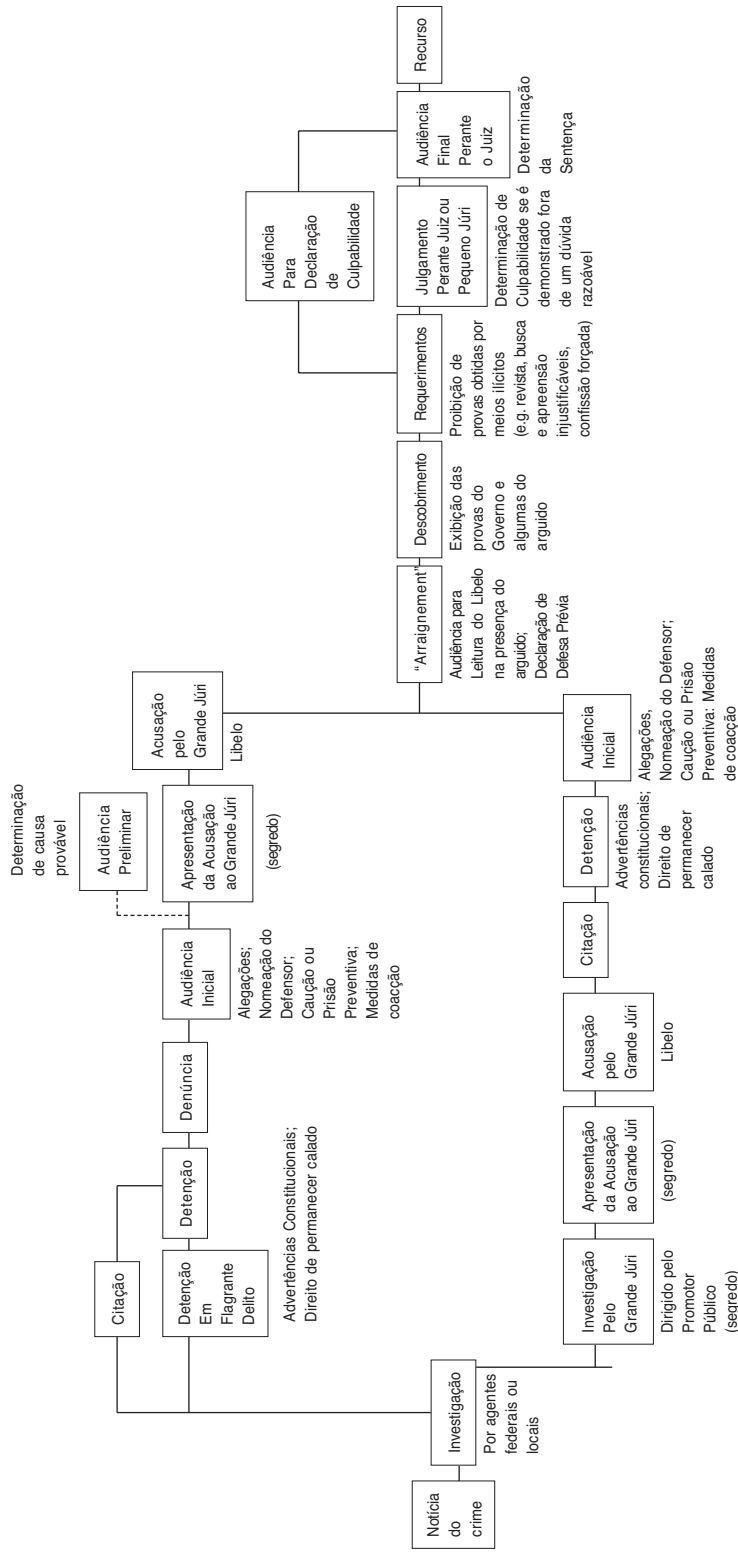 Notícia
do
crime
Investigação
Por agentes
federais ou
locais
Citação
Detenção
Em
Flagrante
Delito
Advertências Constitucionais;
Direito de permanecer calado
Detenção
Denúncia
Audiência
Inicial
Alegações;
Nomeação do
Defensor;
Caução ou
Prisão
Preventiva;
Medidas de
coacção
Determinação
de causa
provável
Audiência
Preliminar
Apresentação
da Acusação
ao Grande Júri
(segredo)
Acusação
pelo
Grande Júri
Libelo
Investigação
Pelo
Grande Júri
Dirigido pelo
Promotor
Público
(segredo)
Apresentação
da Acusação
ao Grande Júri
(segredo)
Acusação
pelo
Grande Júri
Libelo
Citação
Detenção
Advertências
constitucionais;
Direito de
permanecer
calado
Audiência
Inicial
Alegações,
Nomeação do Defensor;
Caução ou Prisão
Preventiva: Medidas
de coacção
“Arraignement”
Audiência para
Leitura do Libelo
na presença do
arguido;
Declaração de
Defesa Prévia
Descobrimento
Exibição das
provas do
Governo e
algumas do
arguido
Requerimentos
Proibição de
provas obtidas por
meios ilícitos
(e.g. revista, busca
e apreensão
injustificáveis,
confissão forçada)
Audiência
Para
Declaração
de
Culpabilidade
Julgamento
Perante Juiz ou
Pequeno Júri
Determinação de
Culpabilidade se é
demonstrado fora
de um dúvida
razoável
Audiência
Final
Perante
o Juiz
Determinação
da
Sentença
Recurso